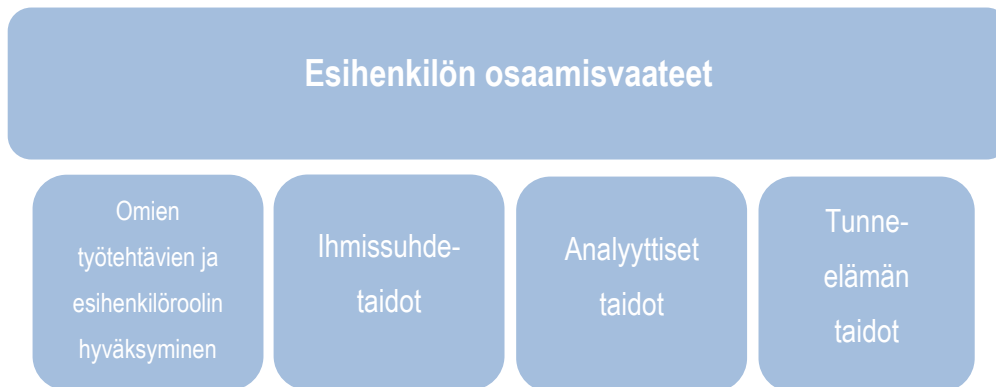 Esihenkilön osaamisvaateet
Omien
työtehtävien ja
esihenkilöroolin
hyväksyminen
Ihmissuhde-
taidot
Analyyttiset
taidot
Tunne-
elämän
taidot